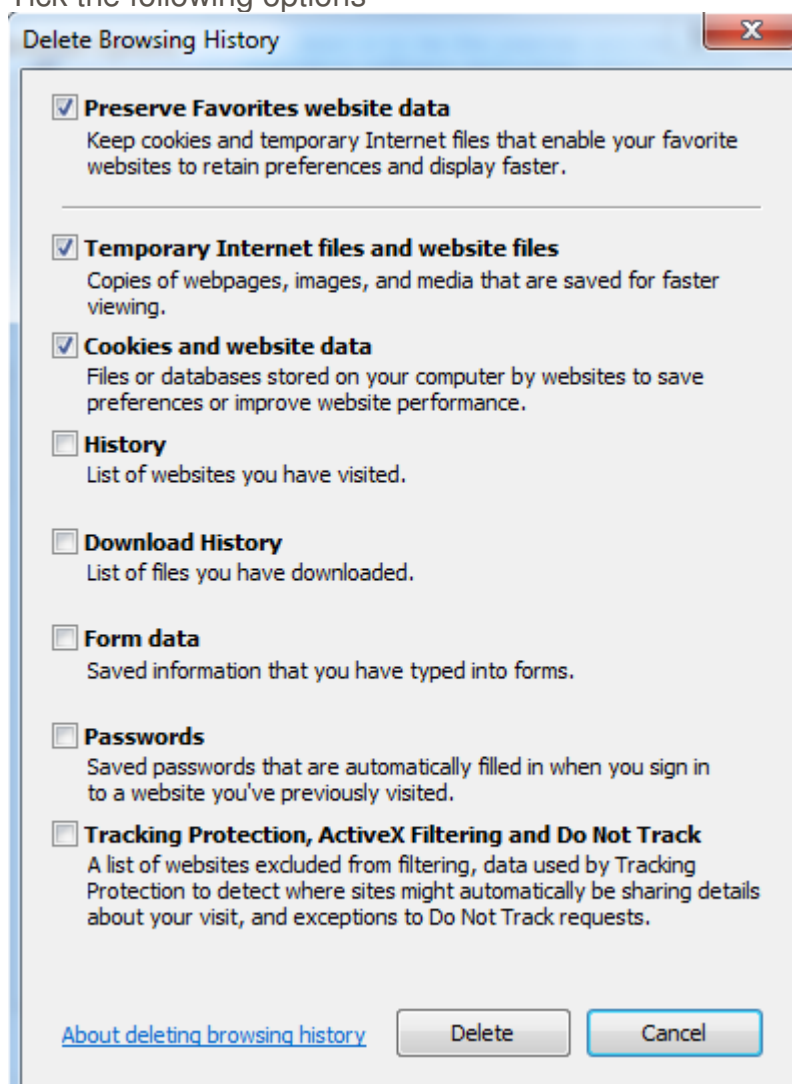 Tick the following options
Delete Browsing History
Preserve Favorites website data
Keep cookies and temporary Internet files that enable your favorite
websites to retain preferences and display faster.
Temporary Internet files and website files
Copies of webpages, images, and media that are saved for faster
viewing.
Cookies and website data
Files or databases stored on your computer by websites to save
preferences or improve website performance.
History
List of websites you have visited.
Download History
List of files you have downloaded.
Form data
Saved information that you have typed into forms.
Passwords
Saved passwords that are automatically filled in when you sign in
to a website you've previously visited.
Tracking Protection, ActiveX Filtering and Do Not Track
A list of websites excluded from filtering, data used by Tracking
Protection to detect where sites might automatically be sharing details
about your visit, and exceptions to Do Not Track requests.
About deleting browsing history Delete Cancel